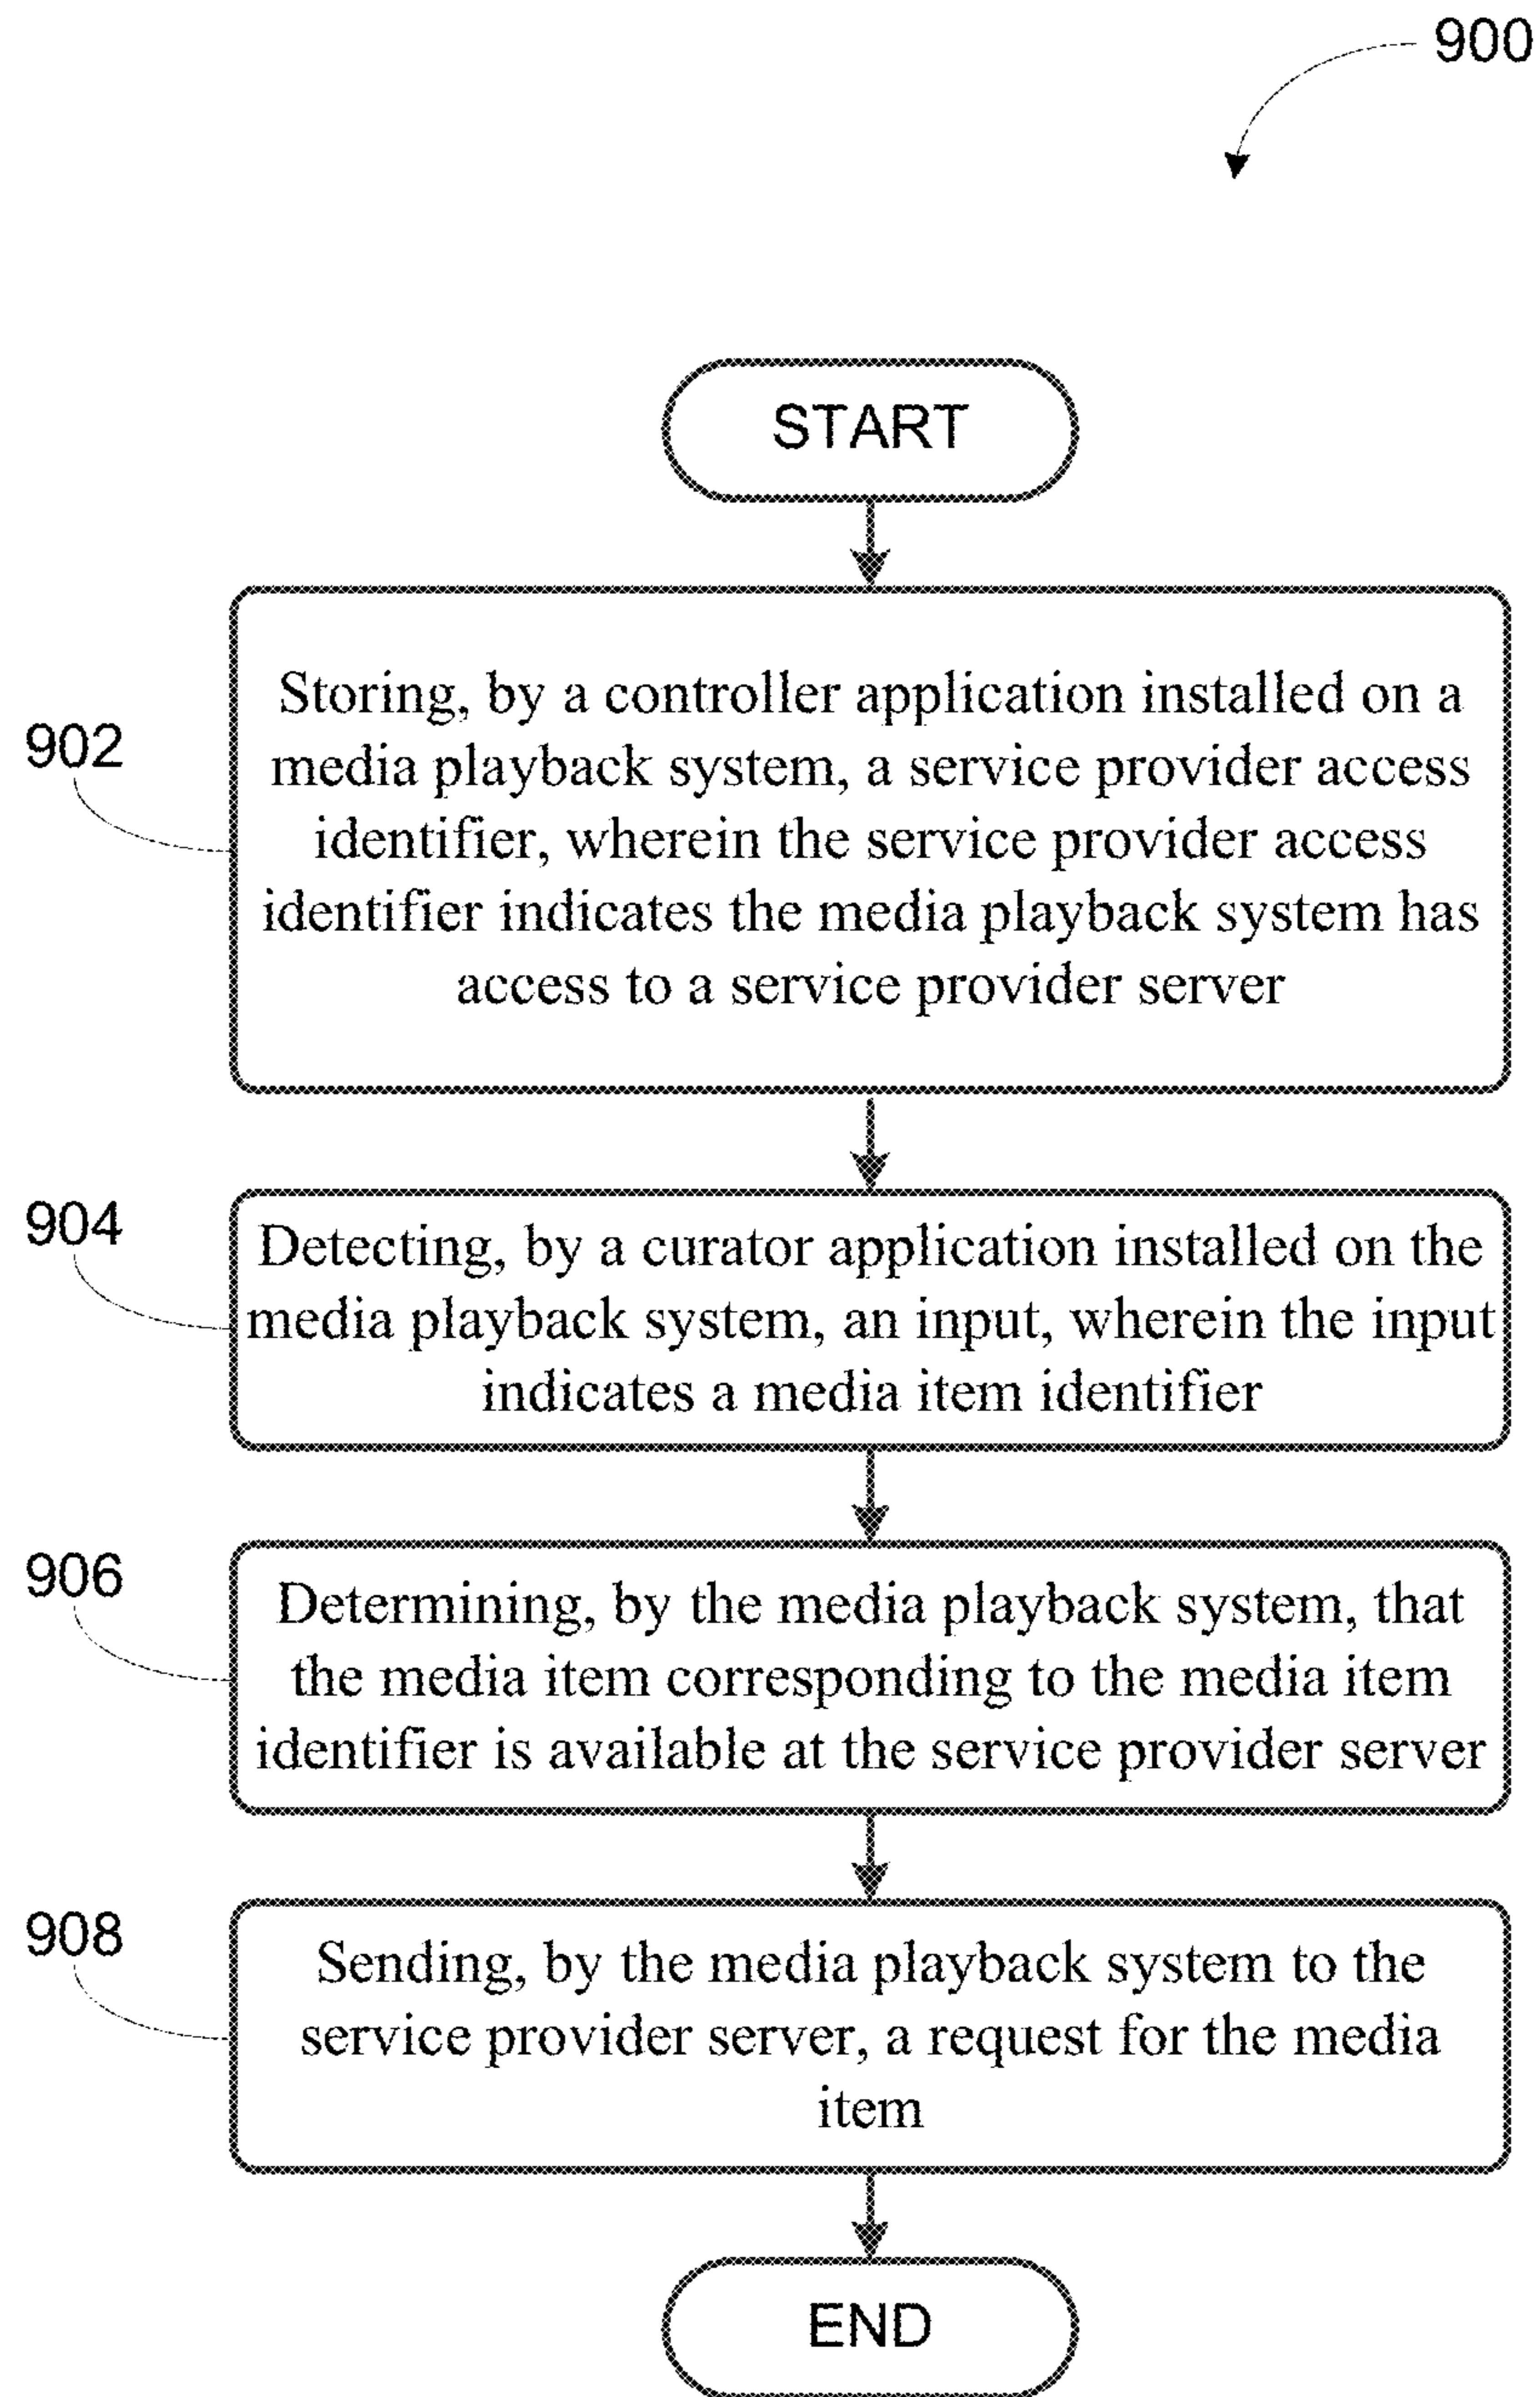 900
START
902
Storing, by a controller application installed on a
media playback system, a service provider access
identifier, wherein the service provider access
identifier indicates the media playback system has
access to a service provider server
904
Detecting, by a curator application installed on the
media playback system, an input, wherein the input
indicates a media item identifier
906
Determining, by the media playback system, that
the media item corresponding to the media item
identifier is available at the service provider server
908
Sending, by the media playback system to the
service provider server, a request for the media
item
END